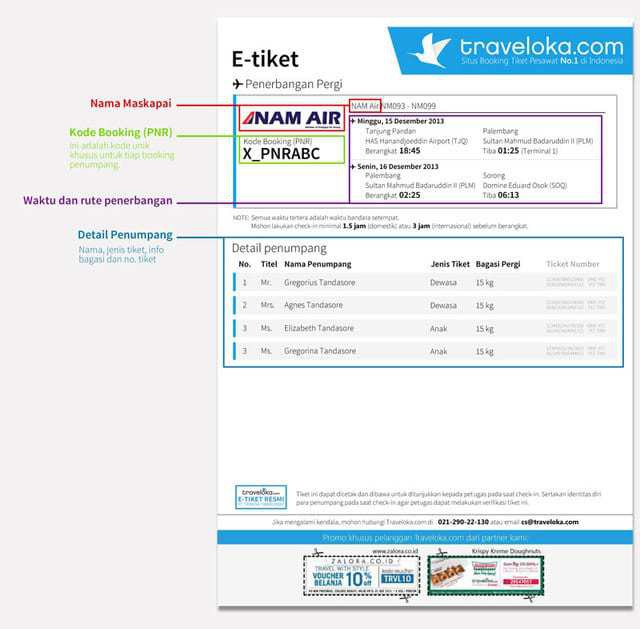 traveloka.com
Situs Booking Tiket Pesawat No.1 di Indonesia
E-tiket
Penerbangan Pergi
Nama Maskapai
NAM AIR
NAM Air NM093 - NM099
Kode Booking (PNR)
Ini adalah kode unik
khusus untuk tiap booking
penumpang.
Kode Booking (PNR)
X_PNRABC
Minggu, 15 Desember 2013
Tanjung Pandan Palembang
HAS Hanandjoeddin Airport (TJQ) Sultan Mahmud Badaruddin II (PLM)
Berangkat 18:45 Tiba 01:25 (Terminal 1)
Senin, 16 Desember 2013
Palembang Sorong
Sultan Mahmud Badaruddin II (PLM) Domine Eduard Osok (SOQ)
Berangkat 02:25 Tiba 06:13
Waktu dan rute penerbangan
NOTE: Semua waktu tertera adalah waktu bandara setempat.
Mohon lakukan check-in minimal 1.5 jam (domestik) atau 3 jam (internasional) sebelum berangkat.
Detail Penumpang
Nama, jenis tiket, info
bagasi dan no. tiket
Detail penumpang
No. Titel Nama Penumpang Jenis Tiket Bagasi Pergi Ticket Number
1 Mr. Gregorius Tandasore Dewasa 15 kg
2 Mrs. Agnes Tandasore Dewasa 15 kg
3 Ms. Elizabeth Tandasore Anak 15 kg
3 Ms. Gregorina Tandasore Anak 15 kg
traveloka.com
E-TIKET RESMI
Tiket ini dapat dicetak dan dibawa untuk ditunjukkan kepada petugas pada saat check-in. Sertakan identitas diri
para penumpang pada saat check-in agar petugas dapat melakukan verifikasi tiket ini.
Jika mengalami kendala, mohon hubungi Traveloka.com di 021-290-22-130 atau email cs@traveloka.com
Promo khusus pelanggan Traveloka.com dari partner kami:
www.zalora.co.id Krispy Kreme Doughnuts
ZALORA.CO.ID
TRAVEL WITH STYLE
VOUCHER
BELANJA 10% off
kode voucher
TRVL10